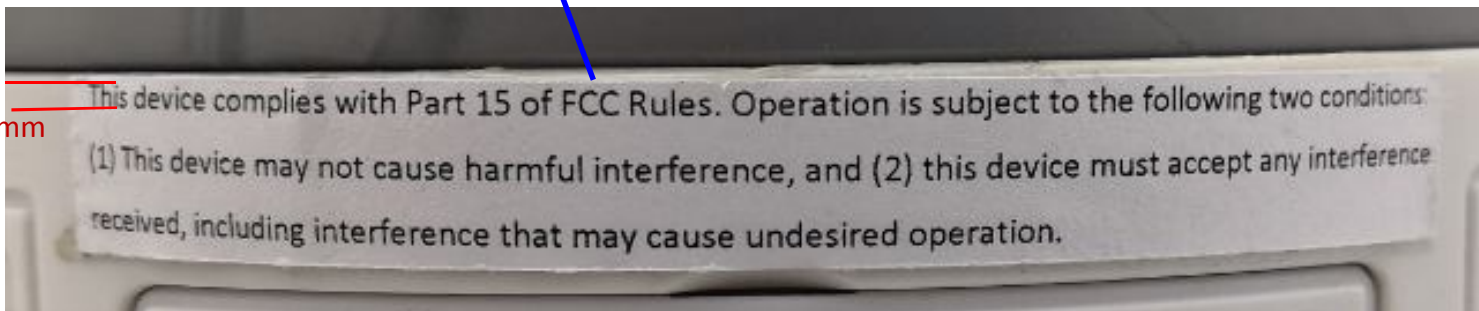 This device complies with Part 15 of FCC Rules. Operation is subject to the following two conditions:
mm
(1) This device may not cause harmful interference, and (2) this device must accept any interference
received, including interference that may cause undesired operation.